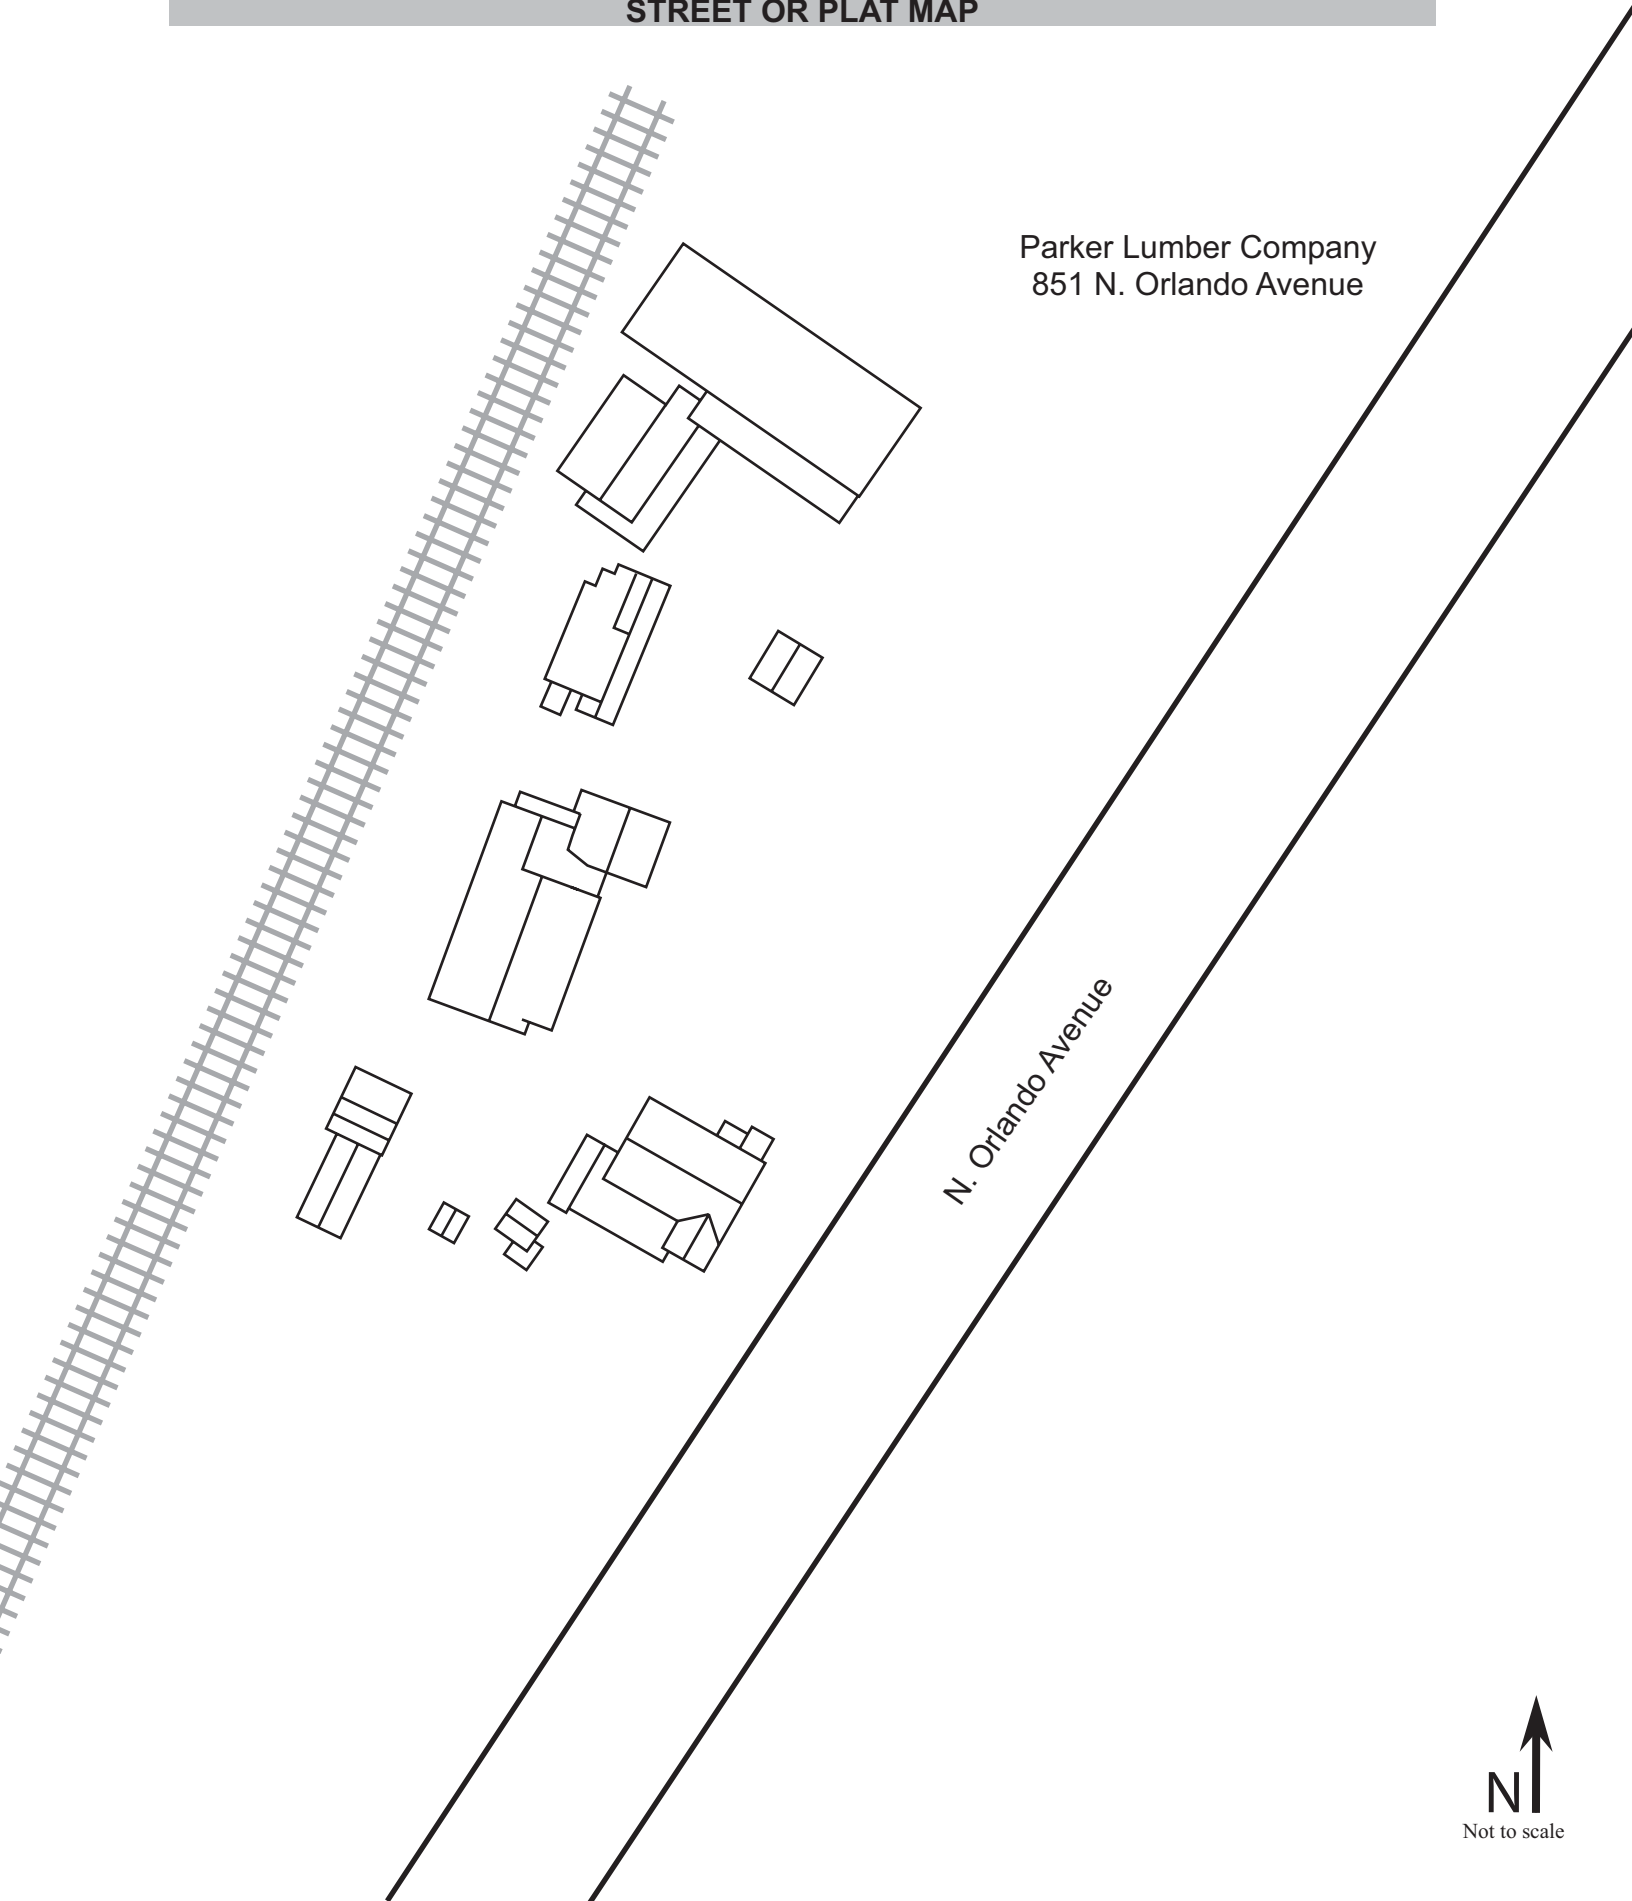 STREET OR PLAT MAP
Parker Lumber Company
851 N. Orlando Avenue
N. Orlando Avenue
N
Not to scale